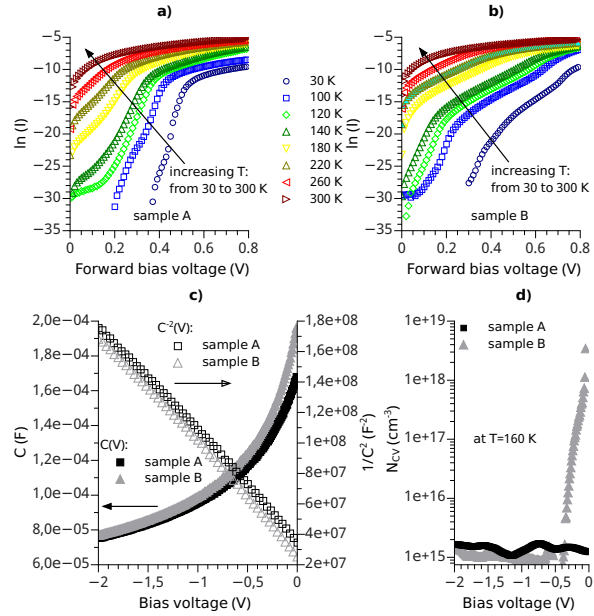 a)
b)
−5
−10
−15
−20
−25
−30
−35
ln (I)
0
0.2
0.4
0.6
0.8
Forward bias voltage (V)
increasing T:
from 30 to 300 K
sample A
30 K
100 K
120 K
140 K
180 K
220 K
260 K
300 K
−5
−10
−15
−20
−25
−30
−35
ln (I)
0
0.2
0.4
0.6
0.8
Forward bias voltage (V)
increasing T:
from 30 to 300 K
sample B
c)
d)
2,0e−04
1,8e−04
1,6e−04
1,4e−04
1,2e−04
1,0e−04
8,0e−05
6,0e−05
C (F)
C⁻²(V):
sample A
sample B
C(V):
sample A
sample B
1.8e+08
1.6e+08
1.4e+08
1.2e+08
1e+08
8e+07
6e+07
4e+07
2e+07
1/C² (F⁻²)
−2
−1,5
−1
−0,5
0
Bias voltage (V)
1e+19
1e+18
1e+17
1e+16
1e+15
N_CV (cm⁻³)
sample A
sample B
at T=160 K
−2
−1,5
−1
−0,5
0
Bias voltage (V)